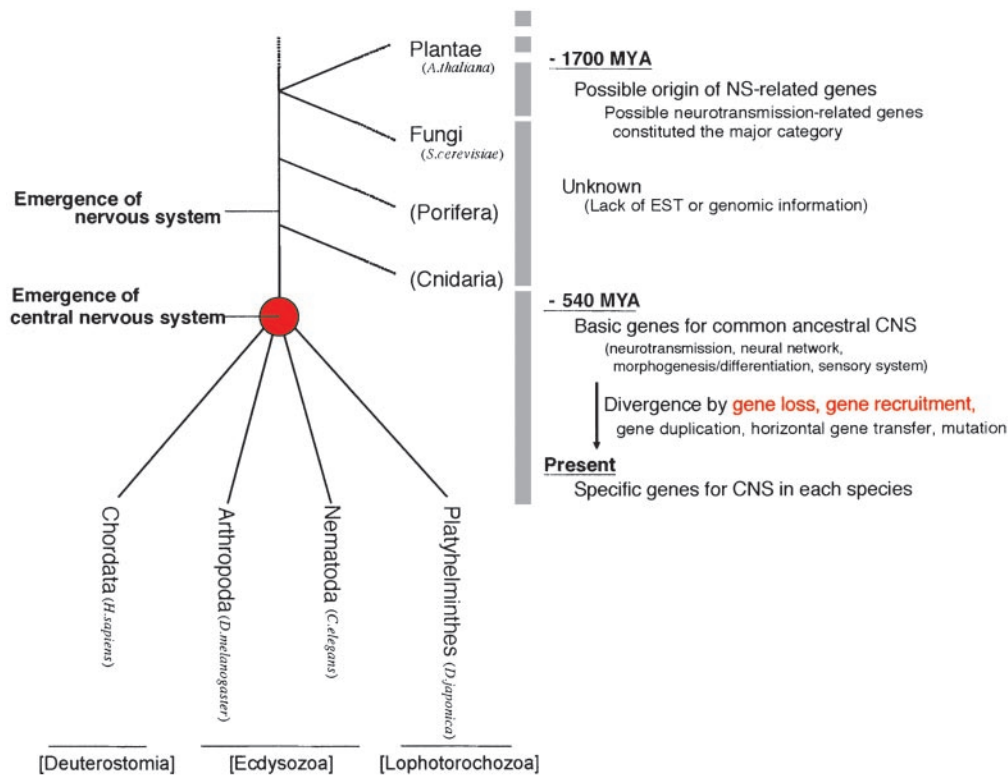 Plantae
(A.thaliana)
Fungi
(S.cerevisiae)
(Porifera)
(Cnidaria)
Emergence of
nervous system
Emergence of
central nervous system
- 1700 MYA
Possible origin of NS-related genes
Possible neurotransmission-related genes
constituted the major category
Unknown
(Lack of EST or genomic information)
- 540 MYA
Basic genes for common ancestral CNS
(neurotransmission, neural network,
morphogenesis/differentiation, sensory system)
Divergence by gene loss, gene recruitment,
gene duplication, horizontal gene transfer, mutation
Present
Specific genes for CNS in each species
Chordata (H.sapiens)
Arthropoda (D.melanogaster)
Nematoda (C.elegans)
Platyhelminthes (D.japonica)
[Deuterostomia]
[Ecdysozoa]
[Lophotorochozoa]